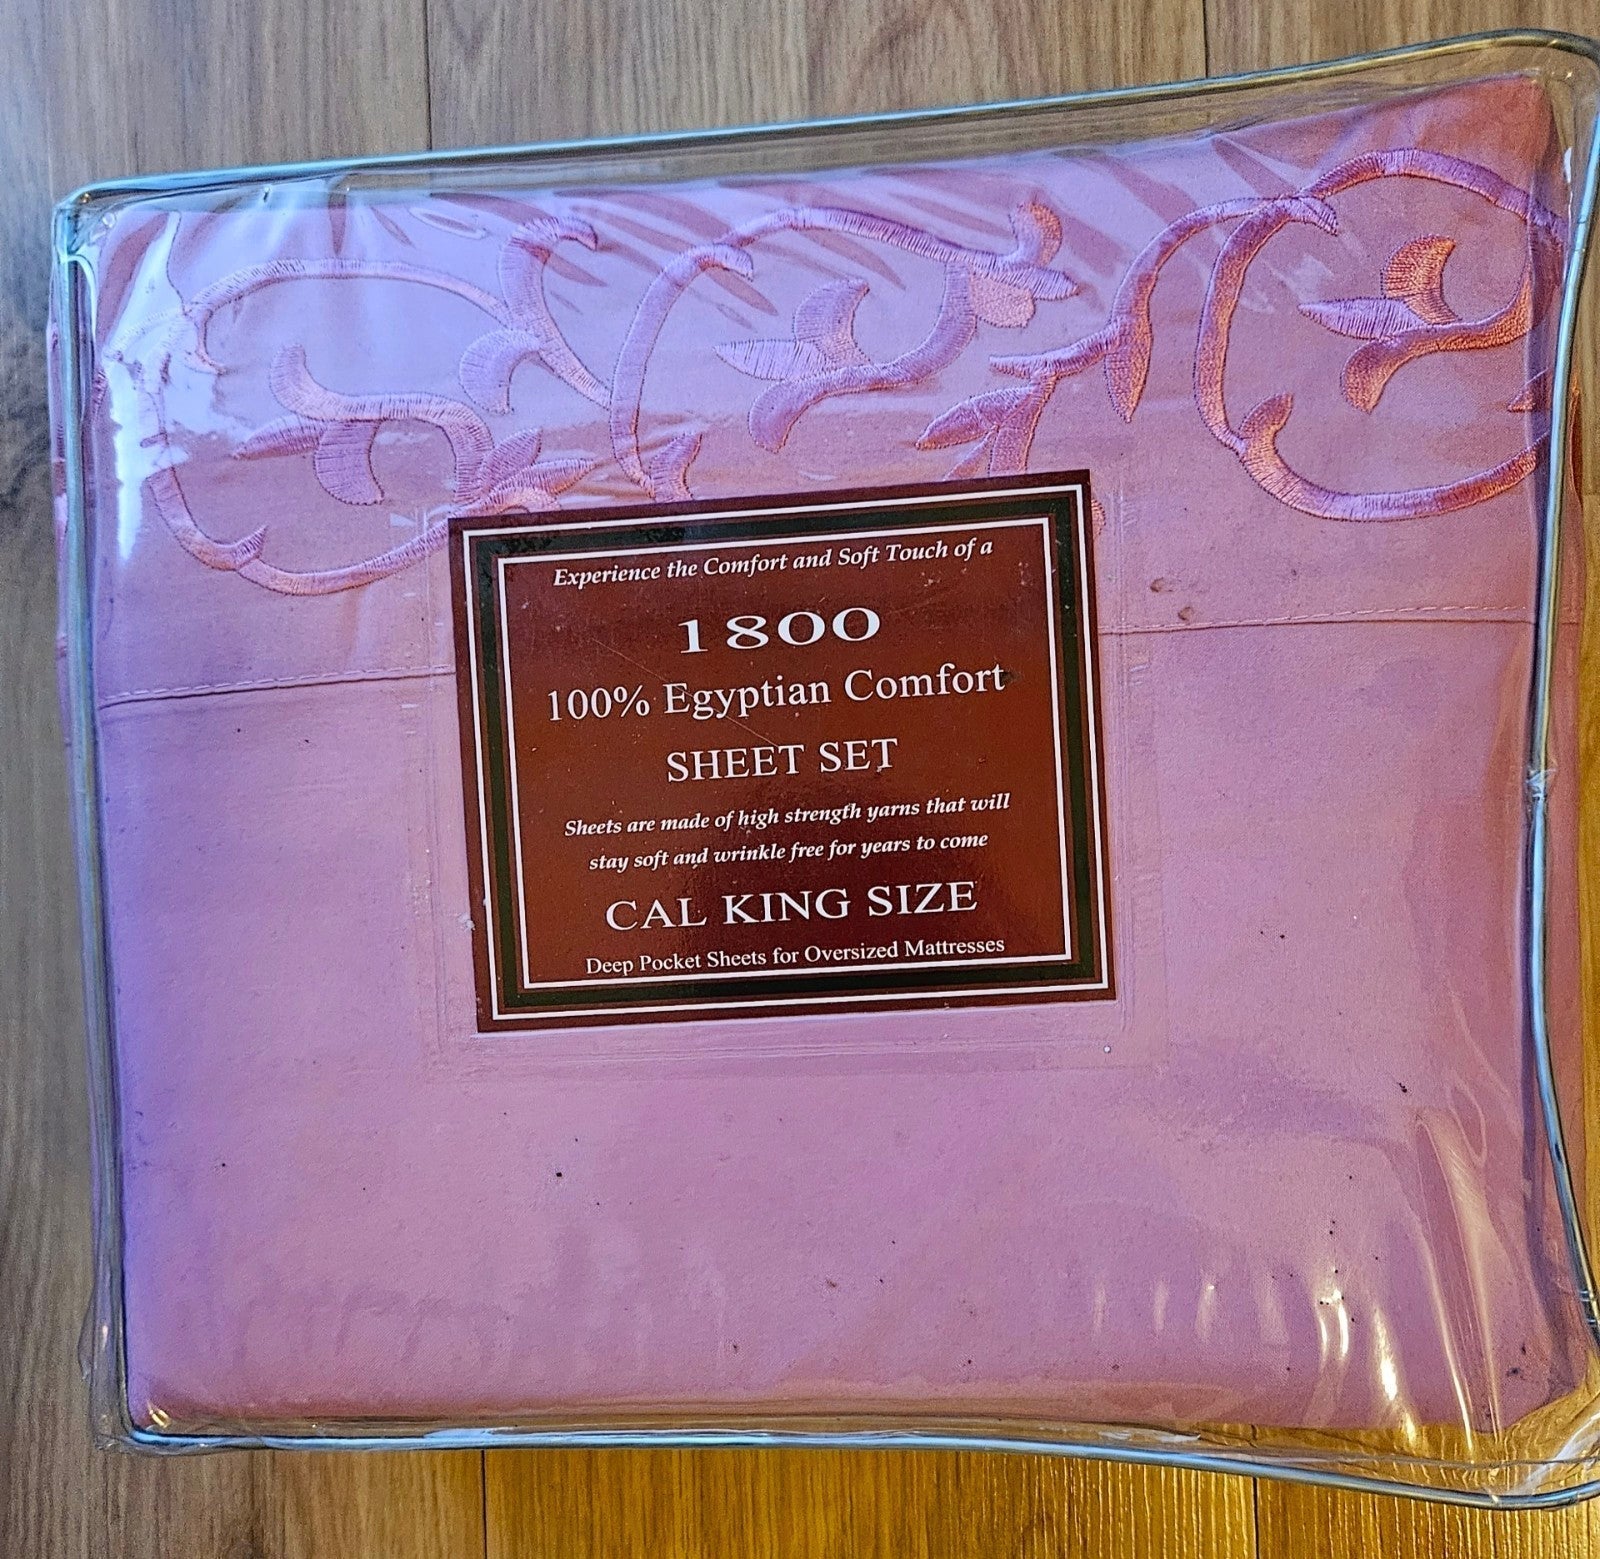 Experience the Comfort and Soft Touch of a
1800
100% Egyptian Comfort
SHEET SET
Sheets are made of high strength yarns that will
stay soft and wrinkle free for years to come
CAL KING SIZE
Deep Pocket Sheets for Oversized Mattresses